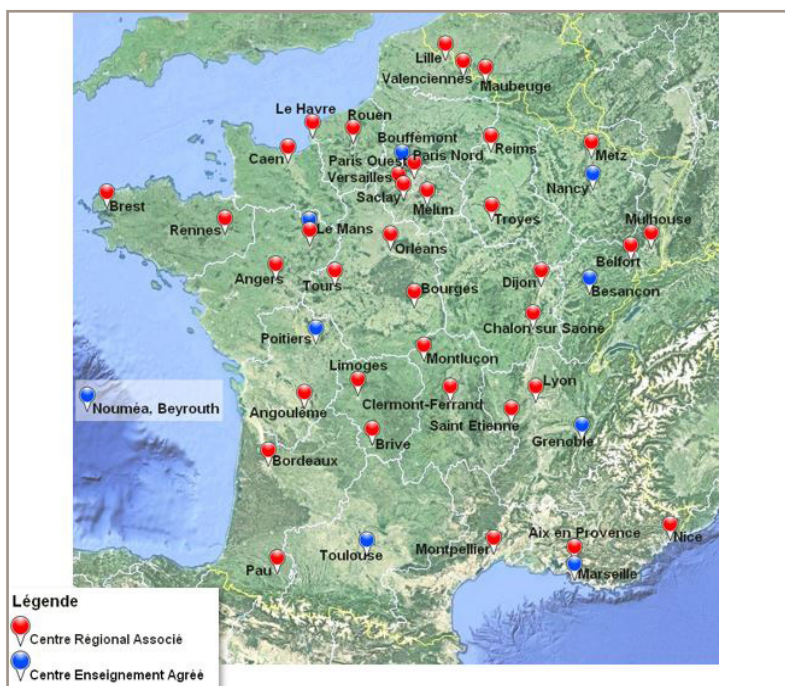 Lille
Valenciennes
Maubeuge
Le Havre
Rouen
Bouffémont
Reims
Metz
Caen
Paris Ouest
Paris Nord
Versailles
Nancy
Saclay
Melun
Brest
Troyes
Mulhouse
Rennes
Le Mans
Orléans
Belfort
Angers
Tours
Dijon
Bourges
Besançon
Chalon sur Saône
Poitiers
Montluçon
Limoges
Lyon
Nouméa, Beyrouth
Angoulême
Clermont-Ferrand
Saint Etienne
Brive
Grenoble
Bordeaux
Aix en Provence
Nice
Toulouse
Montpellier
Pau
Marseille
Légende
Centre Régional Associé
Centre Enseignement Agréé